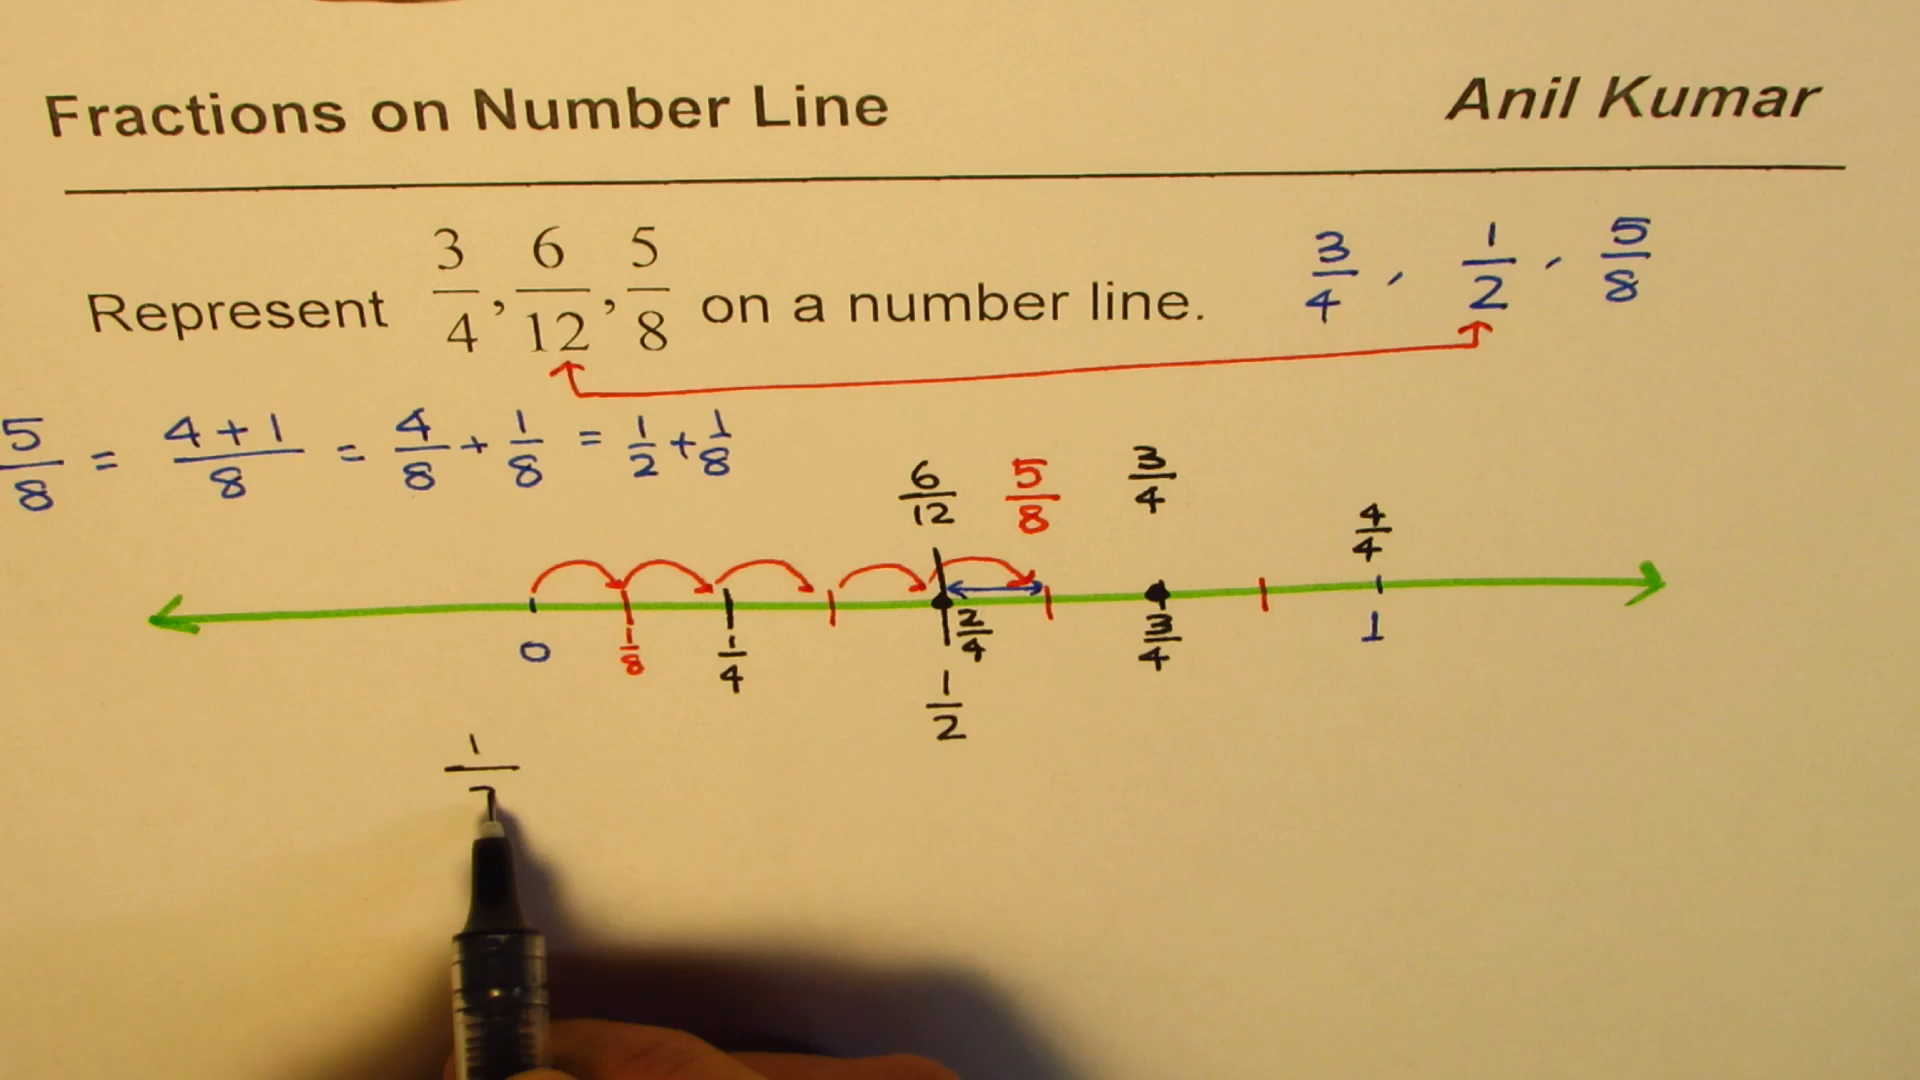 Fractions on Number Line
Anil Kumar
Represent 3/4, 6/12, 5/8 on a number line.
3/4, 1/2, 5/8
5/8 = 4+1/8 = 4/8 + 1/8 = 1/2 + 1/8
6/12 5/8 3/4 4/4
0 1/8 1/4 2/4 3/4 1
1/2
1/7